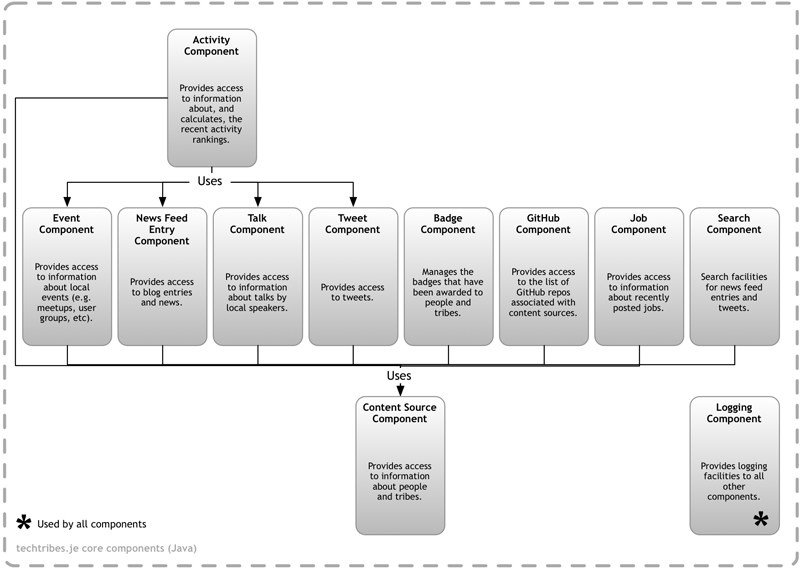 Activity
Component
Provides access
to information
about, and
calculates, the
recent activity
rankings.
Uses
Event
Component
Provides access
to information
about local
events (e.g.
meetups, user
groups, etc).
News Feed
Entry
Component
Provides access
to blog entries
and news.
Talk
Component
Provides access
to information
about talks by
local speakers.
Tweet
Component
Provides access
to tweets.
Badge
Component
Manages the
badges that have
been awarded to
people and
tribes.
GitHub
Component
Provides access
to the list of
GitHub repos
associated with
content sources.
Job
Component
Provides access
to information
about recently
posted jobs.
Search
Component
Search facilities
for news feed
entries and
tweets.
Uses
Content Source
Component
Provides access
to information
about people
and tribes.
Logging
Component
Provides logging
facilities to all
other
components.
*
* Used by all components
techtribes.je core components (Java)